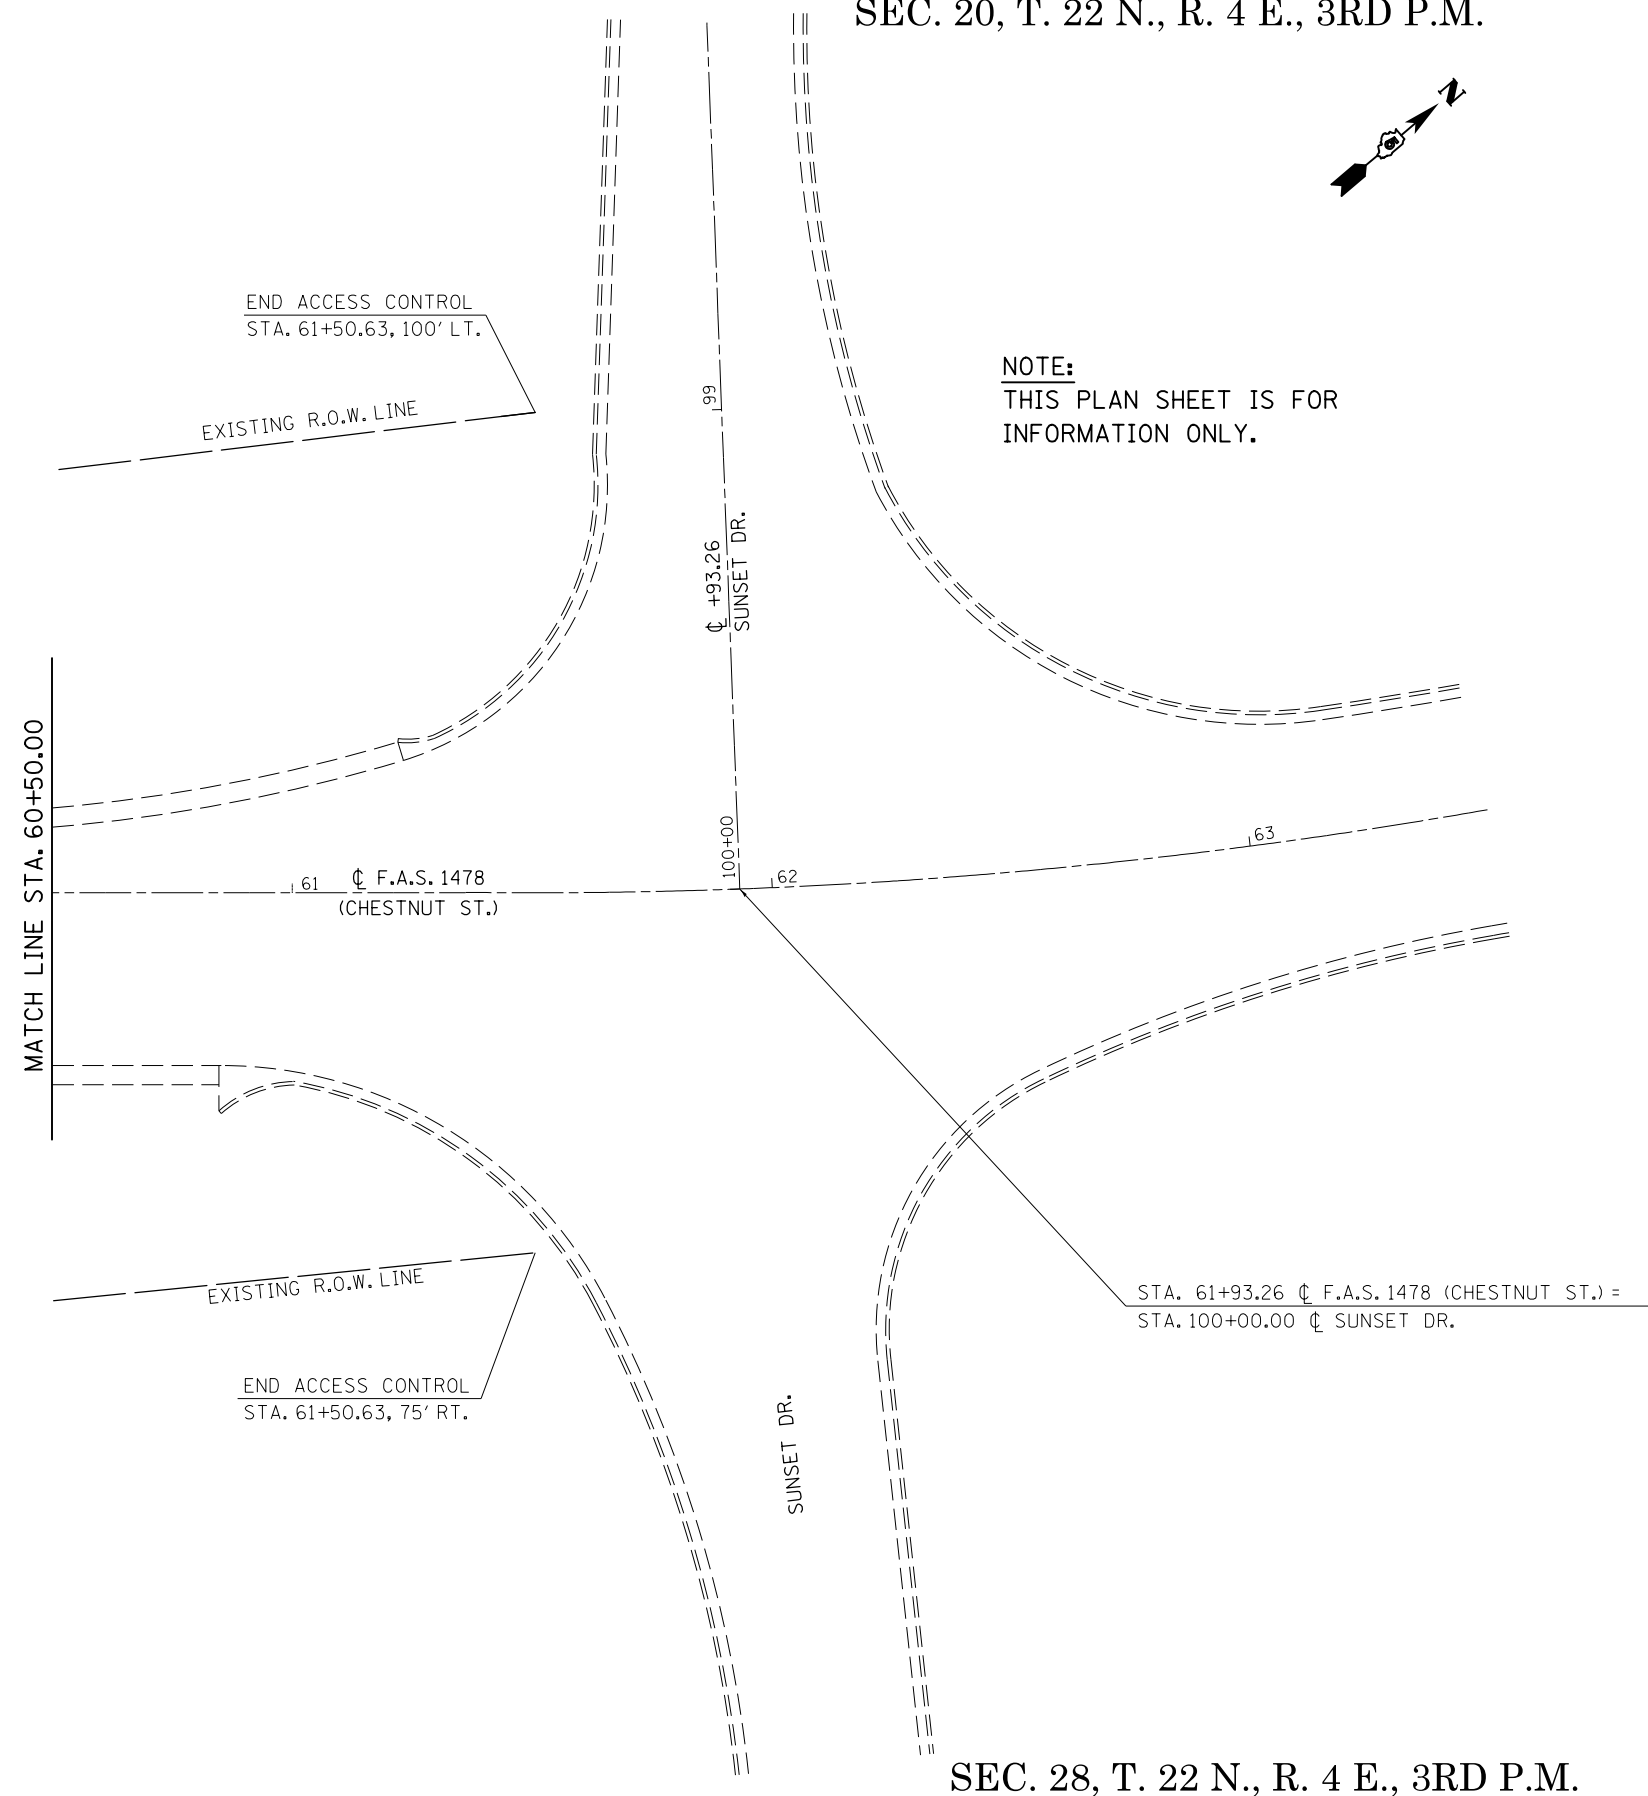 SEC. 20, T. 22 N., R. 4 E., 3RD P.M.
N
END ACCESS CONTROL
STA. 61+50.63, 100' LT.
EXISTING R.O.W. LINE
NOTE:
THIS PLAN SHEET IS FOR
INFORMATION ONLY.
99
℄ +93.26
SUNSET DR.
MATCH LINE STA. 60+50.00
100+00
61
℄ F.A.S. 1478
(CHESTNUT ST.)
62
63
EXISTING R.O.W. LINE
END ACCESS CONTROL
STA. 61+50.63, 75' RT.
STA. 61+93.26 ℄ F.A.S. 1478 (CHESTNUT ST.) =
STA. 100+00.00 ℄ SUNSET DR.
SUNSET DR.
SEC. 28, T. 22 N., R. 4 E., 3RD P.M.